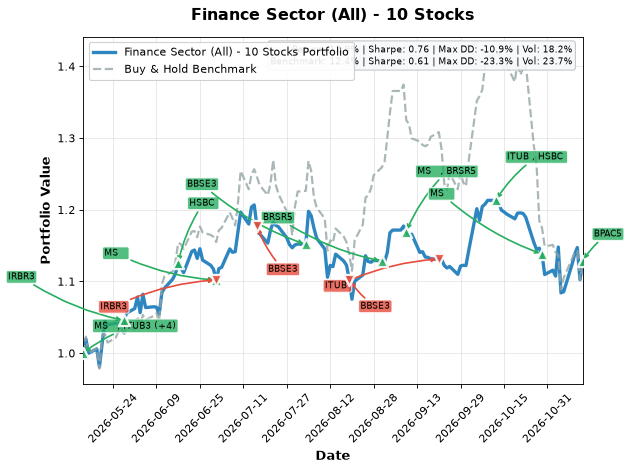 Finance Sector (All) - 10 Stocks
Finance Sector (All) - 10 Stocks Portfolio
Buy & Hold Benchmark
| Sharpe: 0.76 | Max DD: -10.9% | Vol: 18.2%
Benchmark: 12.4% | Sharpe: 0.61 | Max DD: -23.3% | Vol: 23.7%
1.4
1.3
1.2
1.1
1.0
Portfolio Value
ITUB , HSBC
MS , BRSR5
MS
BBSE3
HSBC
BRSR5
BPAC5
MS
BBSE3
IRBR3
ITUB
IRBR3
BBSE3
MS , ITUB3 (+4)
2026-05-24
2026-06-09
2026-06-25
2026-07-11
2026-07-27
2026-08-12
2026-08-28
2026-09-13
2026-09-29
2026-10-15
2026-10-31
Date